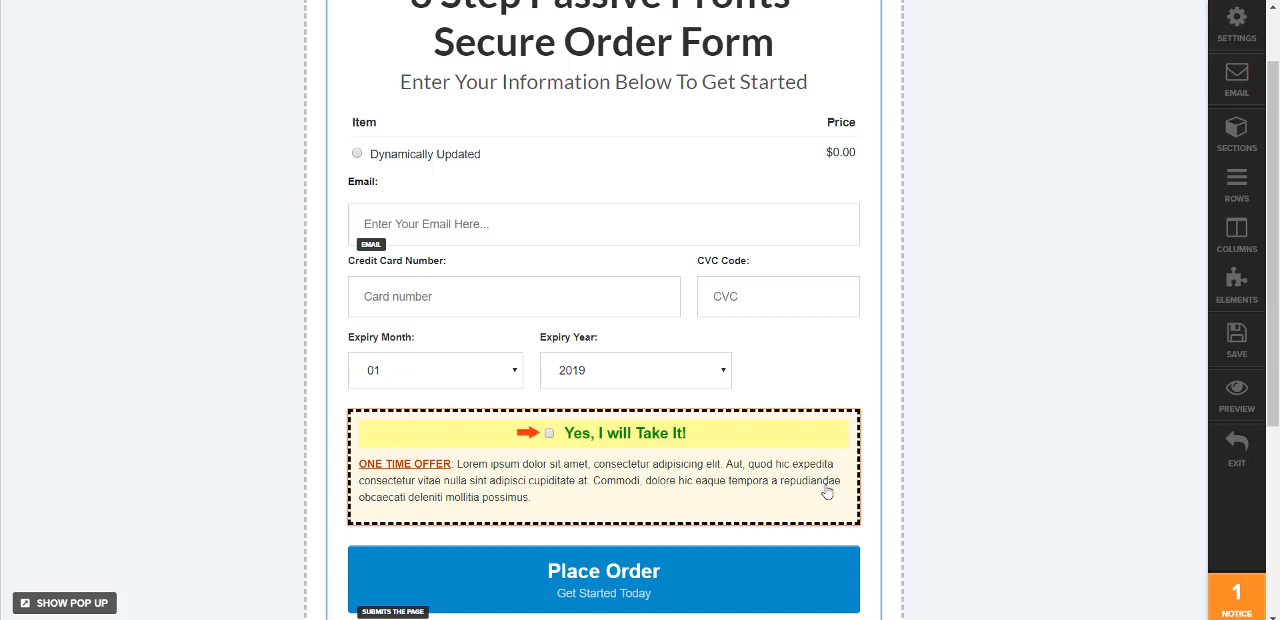 Step Passive Profits
Secure Order Form
Enter Your Information Below To Get Started
Item Price
Dynamically Updated $0.00
Email:
Enter Your Email Here...
EMAIL
Credit Card Number: CVC Code:
Card number CVC
Expiry Month: Expiry Year:
01 2019
Yes, I will Take It!
ONE TIME OFFER: Lorem ipsum dolor sit amet, consectetur adipisicing elit. Aut, quod hic expedita
consectetur vitae nulla sint adipisci cupiditate at. Commodi, dolore hic eaque tempora a repudiandae
obcaecati deleniti mollitia possimus.
Place Order
Get Started Today
SUBMITS THE PAGE
SHOW POP UP
SETTINGS
EMAIL
SECTIONS
ROWS
COLUMNS
ELEMENTS
SAVE
PREVIEW
EXIT
1
NOTICE